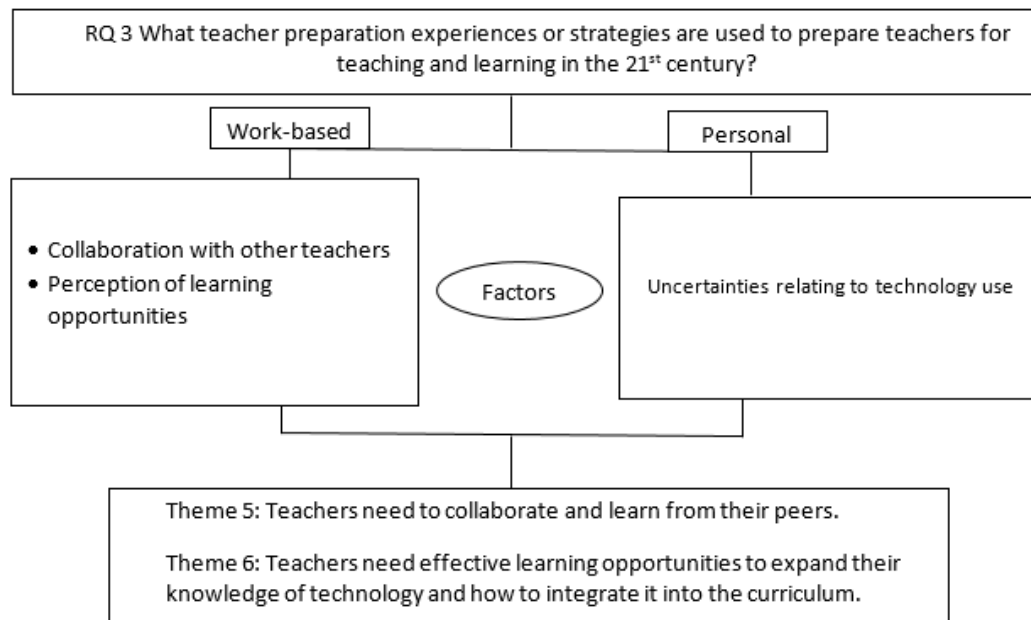 RQ 3 What teacher preparation experiences or strategies are used to prepare teachers for
teaching and learning in the 21st century?
Work-based
Personal
• Collaboration with other teachers
• Perception of learning
opportunities
Factors
Uncertainties relating to technology use
Theme 5: Teachers need to collaborate and learn from their peers.
Theme 6: Teachers need effective learning opportunities to expand their
knowledge of technology and how to integrate it into the curriculum.